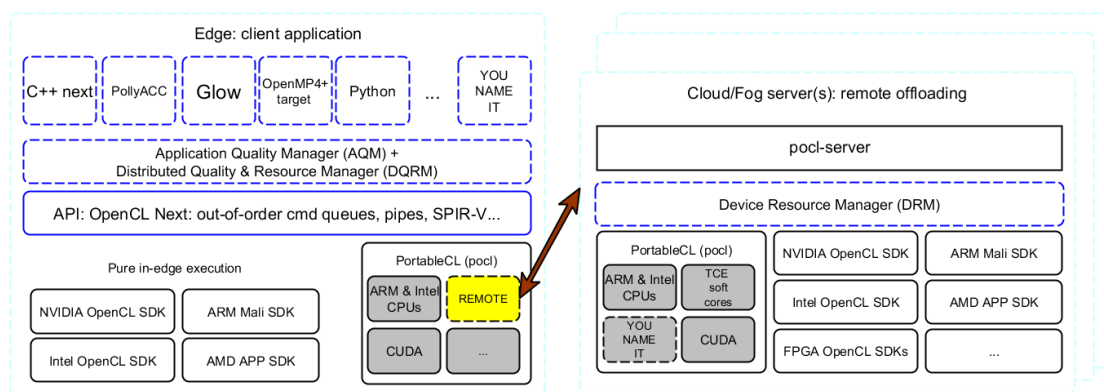 Edge: client application
C++ next
PollyACC
Glow
OpenMP4+
target
Python
...
YOU
NAME
IT
Application Quality Manager (AQM) +
Distributed Quality & Resource Manager (DQRM)
API: OpenCL Next: out-of-order cmd queues, pipes, SPIR-V...
Pure in-edge execution
NVIDIA OpenCL SDK
ARM Mali SDK
Intel OpenCL SDK
AMD APP SDK
PortableCL (pocl)
ARM & Intel
CPUs
REMOTE
CUDA
...
Cloud/Fog server(s): remote offloading
pocl-server
Device Resource Manager (DRM)
PortableCL (pocl)
ARM & Intel
CPUs
TCE
soft
cores
YOU
NAME
IT
CUDA
NVIDIA OpenCL SDK
ARM Mali SDK
Intel OpenCL SDK
AMD APP SDK
FPGA OpenCL SDKs
...